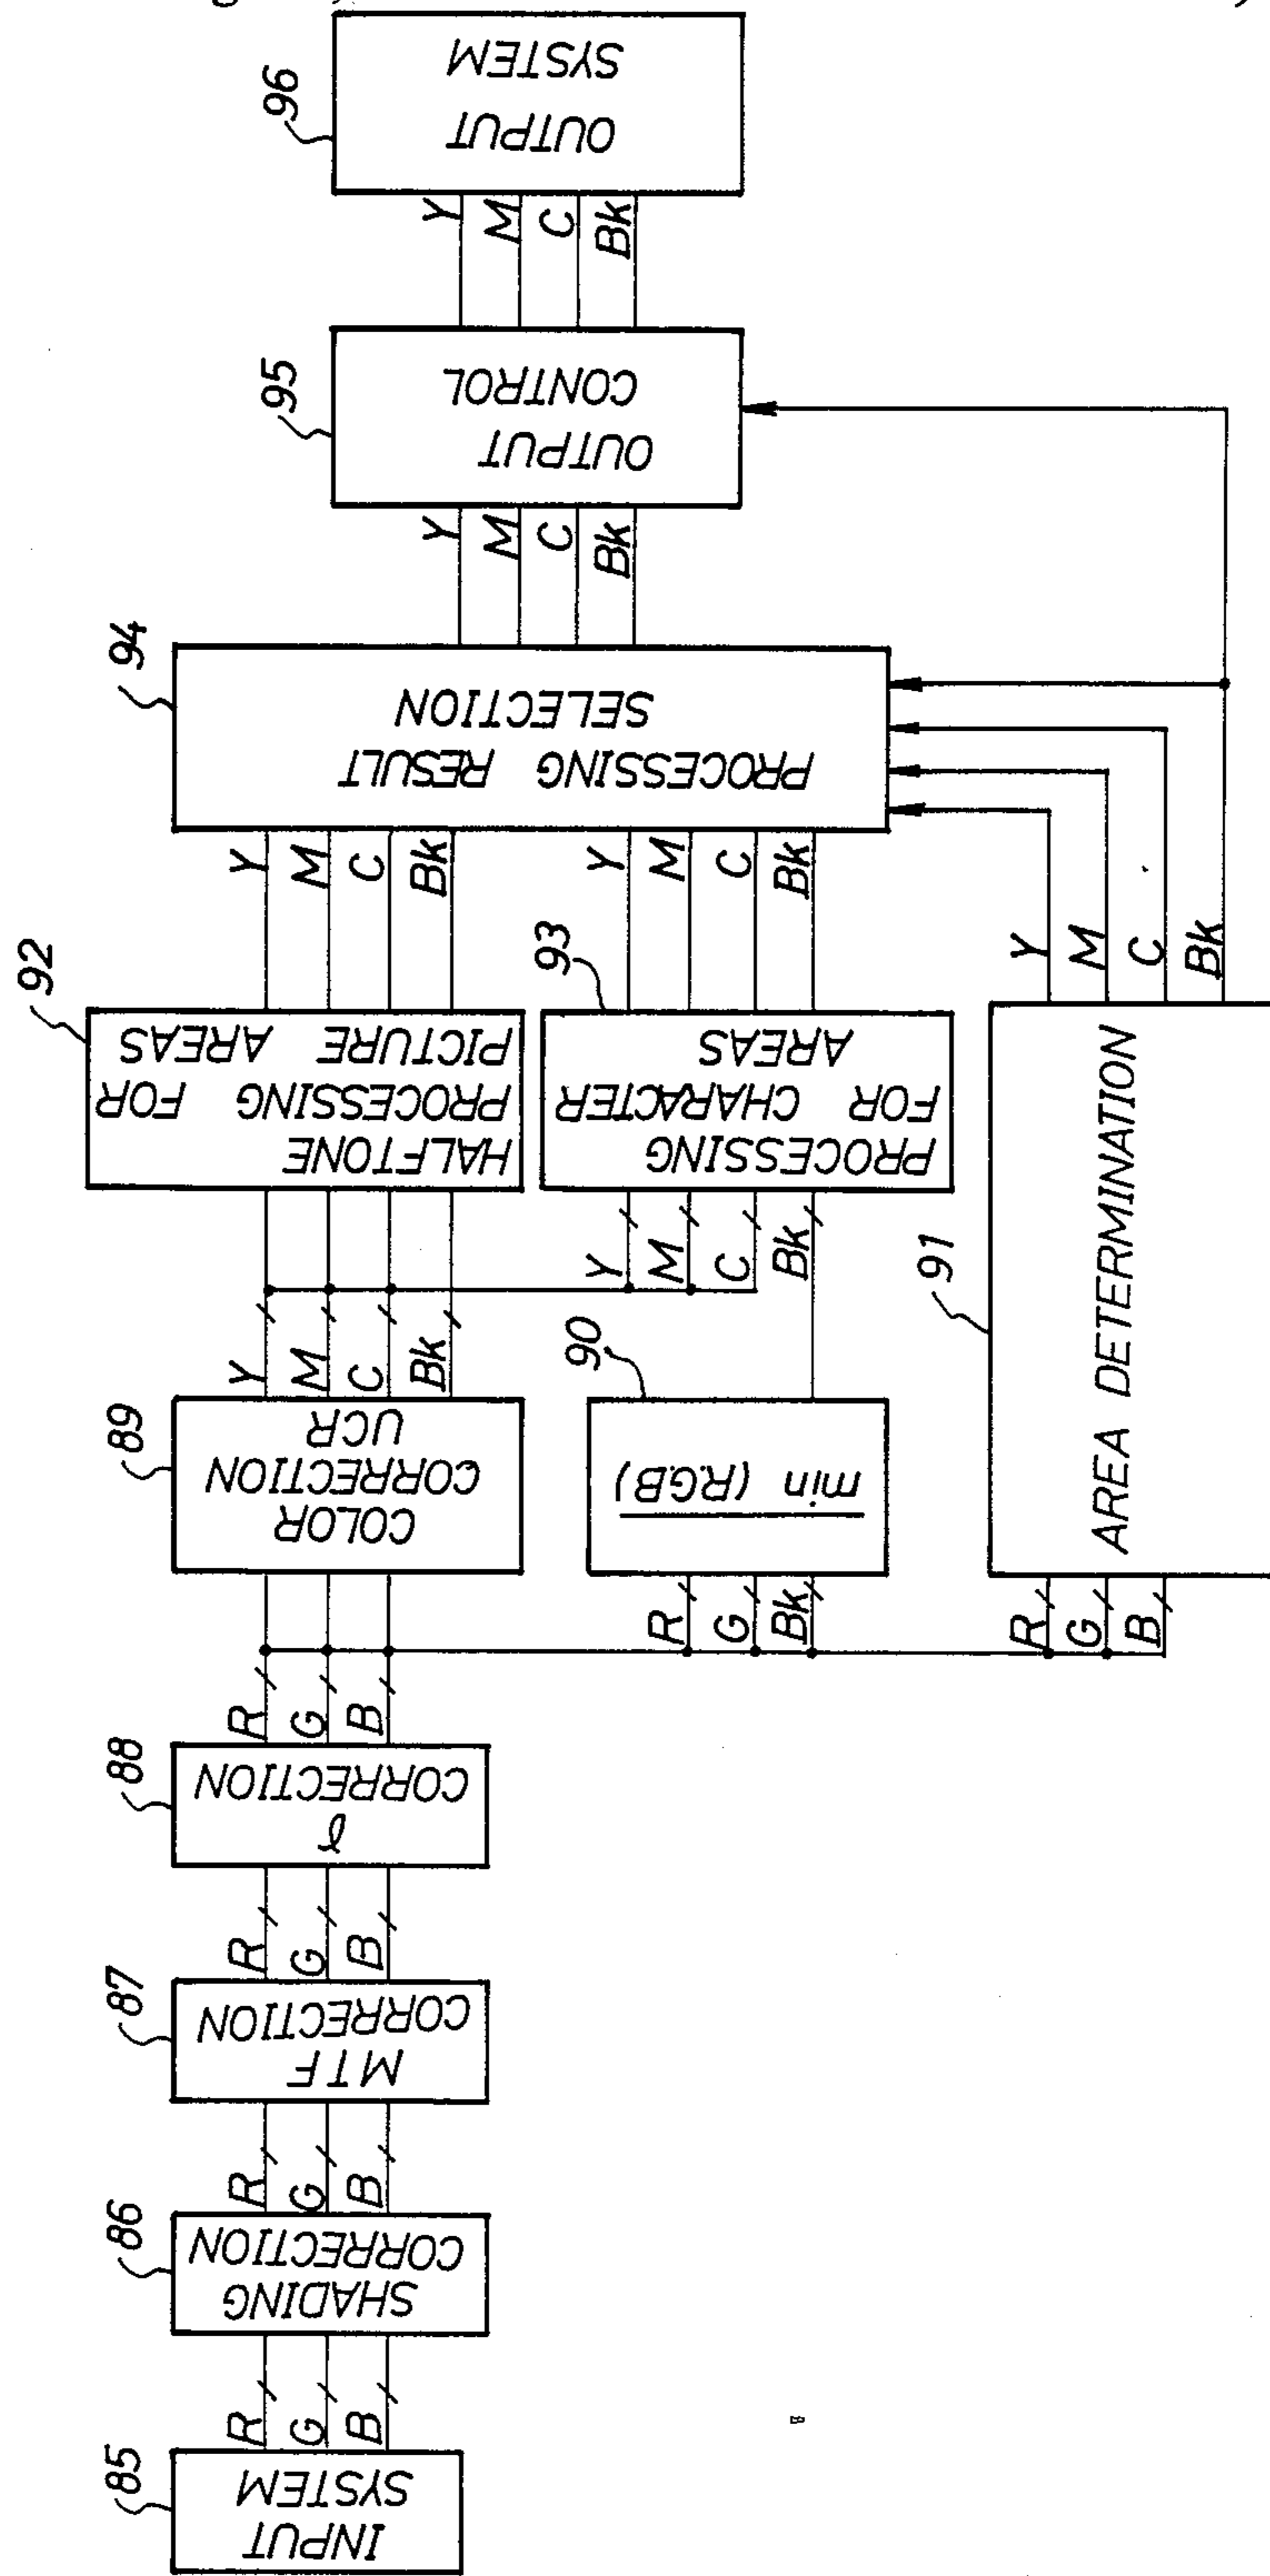 85
INPUT
SYSTEM
R
G
B
86
SHADING
CORRECTION
R
G
B
87
MTF
CORRECTION
R
G
B
88
γ
CORRECTION
R
G
B
89
COLOR
CORRECTION
UCR
Y
M
C
Bk
R
G
Bk
90
min (R.G.B)
Y
M
C
Bk
R
G
B
91
AREA DETERMINATION
Y
M
C
Bk
92
HALFTONE
PROCESSING FOR
PICTURE AREAS
Y
M
C
Bk
93
PROCESSING
FOR CHARACTER
AREAS
Y
M
C
Bk
94
PROCESSING RESULT
SELECTION
Y
M
C
Bk
95
OUTPUT
CONTROL
Y
M
C
Bk
96
OUTPUT
SYSTEM